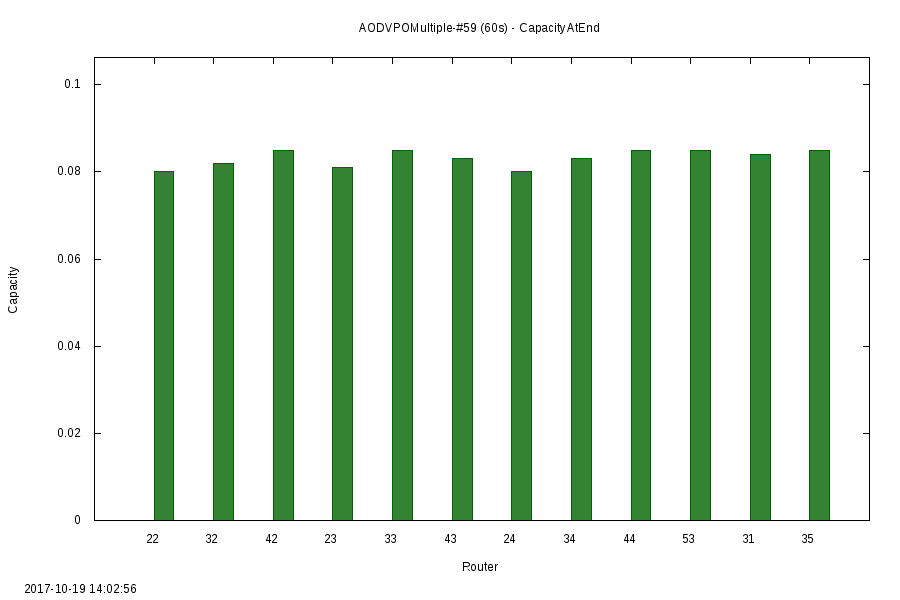 AODVPOMultiple-#59 (60s) - CapacityAtEnd
0.1
0.08
0.06
0.04
0.02
0
Capacity
22 32 42 23 33 43 24 34 44 53 31 35
Router
2017-10-19 14:02:56